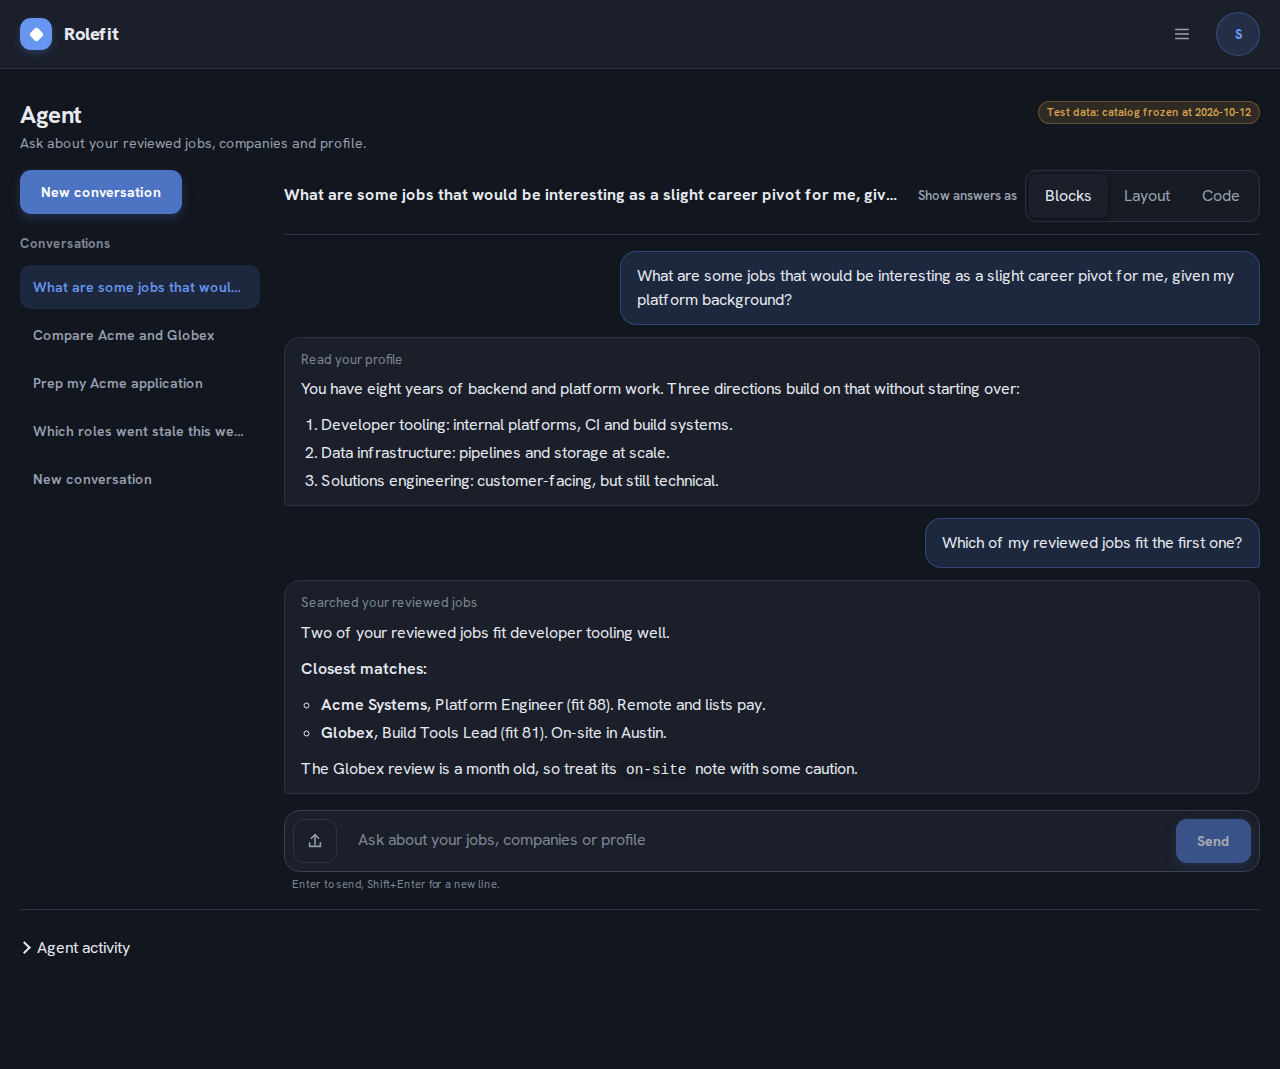 Rolefit
S
Agent
Test data: catalog frozen at 2026-10-12
Ask about your reviewed jobs, companies and profile.
New conversation
Conversations
What are some jobs that woul...
Compare Acme and Globex
Prep my Acme application
Which roles went stale this we...
New conversation
What are some jobs that would be interesting as a slight career pivot for me, giv...
Show answers as
Blocks
Layout
Code
What are some jobs that would be interesting as a slight career pivot for me, given my
platform background?
Read your profile
You have eight years of backend and platform work. Three directions build on that without starting over:
1. Developer tooling: internal platforms, CI and build systems.
2. Data infrastructure: pipelines and storage at scale.
3. Solutions engineering: customer-facing, but still technical.
Which of my reviewed jobs fit the first one?
Searched your reviewed jobs
Two of your reviewed jobs fit developer tooling well.
Closest matches:
Acme Systems, Platform Engineer (fit 88). Remote and lists pay.
Globex, Build Tools Lead (fit 81). On-site in Austin.
The Globex review is a month old, so treat its on-site note with some caution.
Ask about your jobs, companies or profile
Send
Enter to send, Shift+Enter for a new line.
Agent activity